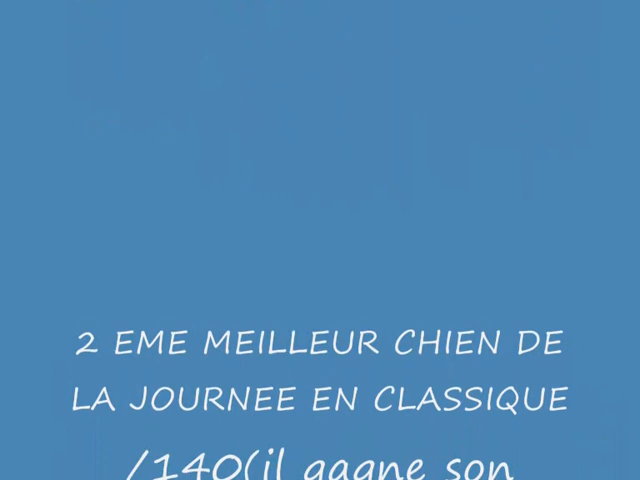 2 EME MEILLEUR CHIEN DE
LA JOURNEE EN CLASSIQUE
/140(il gagne son